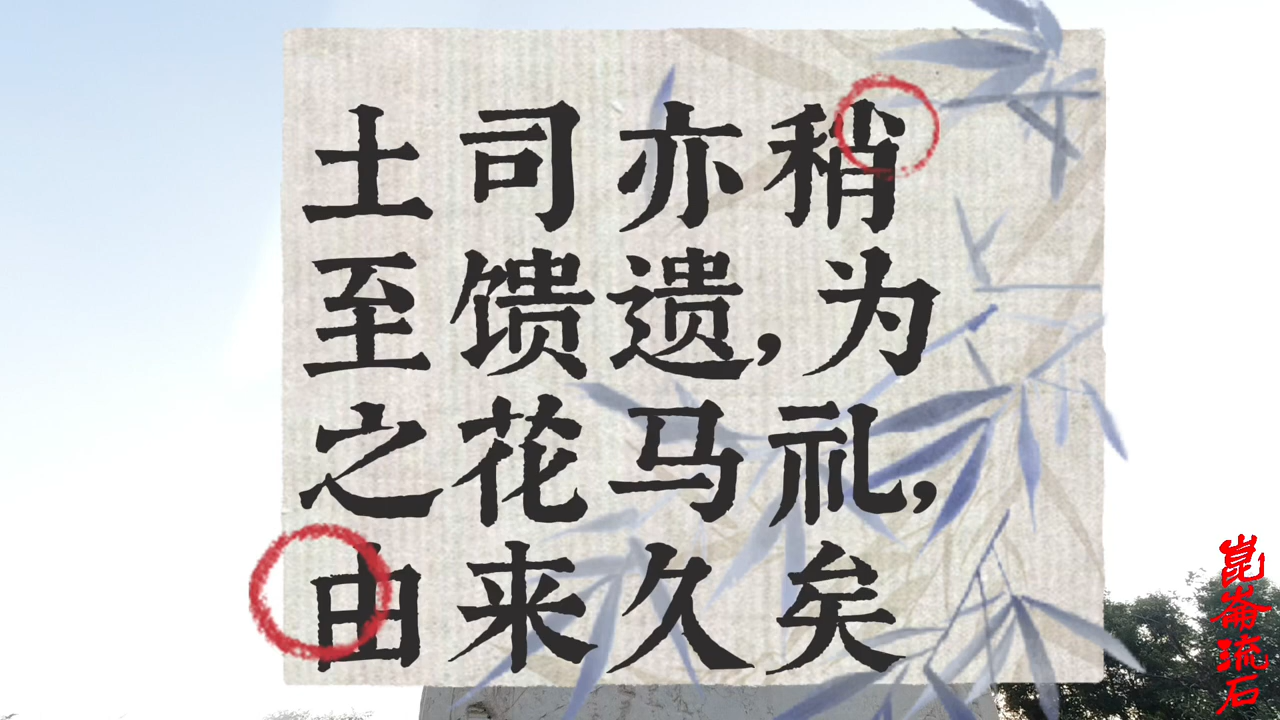 土司亦稍
至馈遗，为
之花马礼，
由来久矣
崑崙琉石